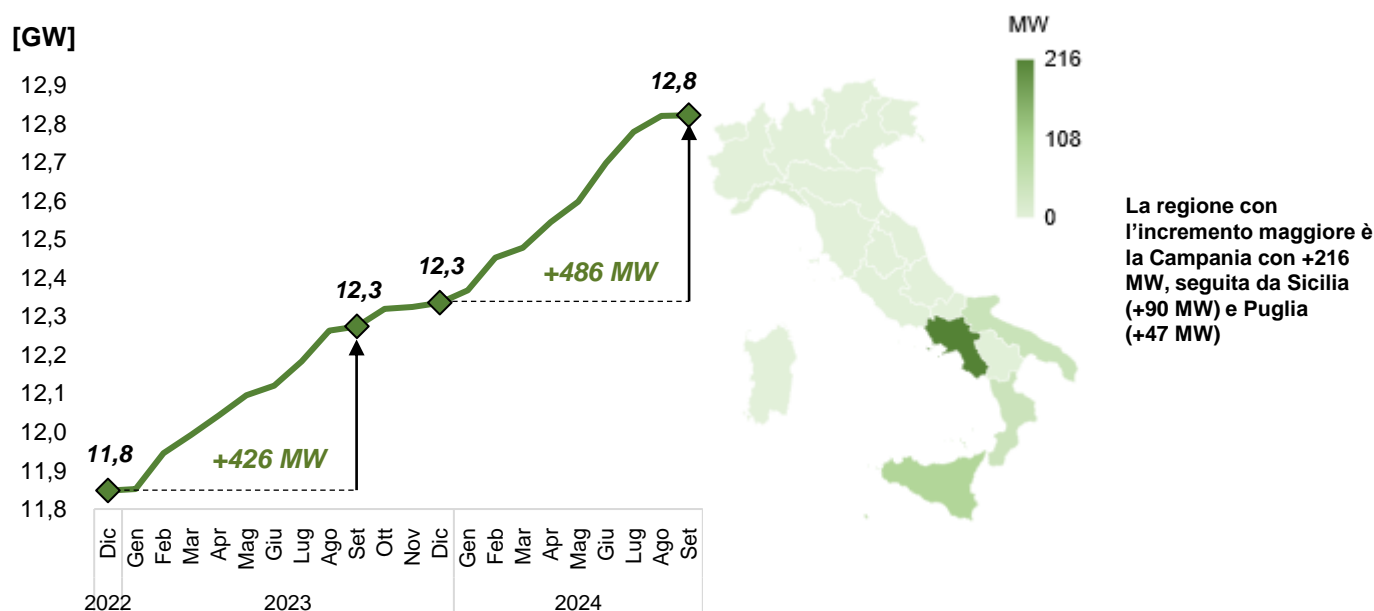 [GW]
12,9
12,8
12,7
12,6
12,5
12,4
12,3
12,2
12,1
12,0
11,9
11,8
11,8
+426 MW
12,3
12,3
+486 MW
12,8
Dic
Gen
Feb
Mar
Apr
Mag
Giu
Lug
Ago
Set
Ott
Nov
Dic
Gen
Feb
Mar
Apr
Mag
Giu
Lug
Ago
Set
2022
2023
2024
MW
216
108
0
La regione con
l’incremento maggiore è
la Campania con +216
MW, seguita da Sicilia
(+90 MW) e Puglia
(+47 MW)